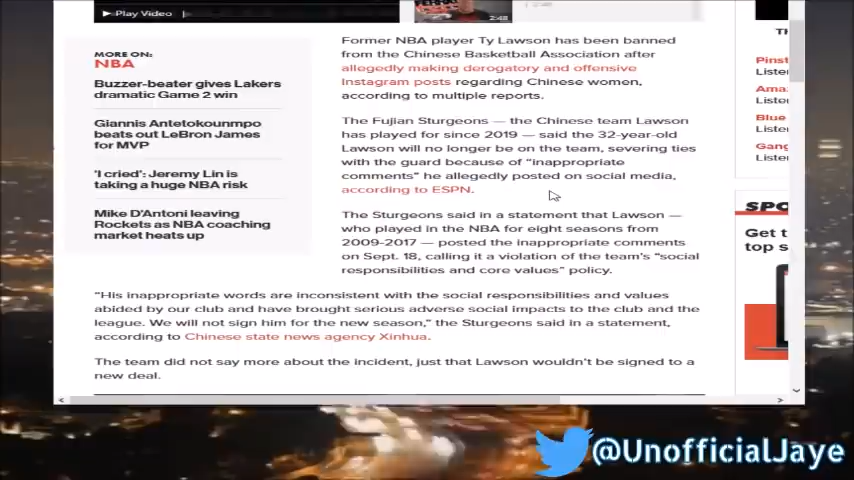 Play Video
2:48
MORE ON:
NBA
Buzzer-beater gives Lakers
dramatic Game 2 win
Giannis Antetokounmpo
beats out LeBron James
for MVP
'I cried': Jeremy Lin is
taking a huge NBA risk
Mike D'Antoni leaving
Rockets as NBA coaching
market heats up
Former NBA player Ty Lawson has been banned
from the Chinese Basketball Association after
allegedly making derogatory and offensive
Instagram posts regarding Chinese women,
according to multiple reports.
The Fujian Sturgeons — the Chinese team Lawson
has played for since 2019 — said the 32-year-old
Lawson will no longer be on the team, severing ties
with the guard because of "inappropriate
comments" he allegedly posted on social media,
according to ESPN.
The Sturgeons said in a statement that Lawson —
who played in the NBA for eight seasons from
2009-2017 — posted the inappropriate comments
on Sept. 18, calling it a violation of the team's "social
responsibilities and core values" policy.
"His inappropriate words are inconsistent with the social responsibilities and values
abided by our club and have brought serious adverse social impacts to the club and the
league. We will not sign him for the new season," the Sturgeons said in a statement,
according to Chinese state news agency Xinhua.
The team did not say more about the incident, just that Lawson wouldn't be signed to a
new deal.
TH
Pinst
Listen
Ama
Listen
Blue
Listen
Gang
Listen
SPO
Get t
top s
@UnofficialJaye